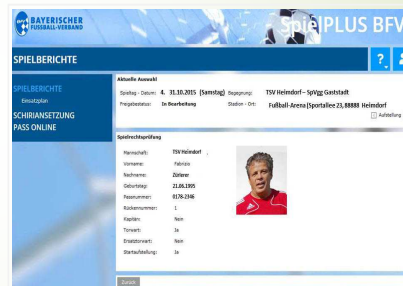 BAYERISCHER
FUSSBALL-VERBAND
SpielPLUS BFV
SPIELBERICHTE
?
SPIELBERICHTE
Einsatzplan
SCHIRIANSETZUNG
PASS ONLINE
Aktuelle Auswahl
Spieltag - Datum: 4. 31.10.2015 (Samstag) Begegnung: TSV Heimdorf – SpVgg Gaststadt
Freigabestatus: In Bearbeitung Stadion - Ort: Fußball-Arena (Sportallee 23, 88888 Heimdorf
Aufstellung
Spielrechtsprüfung
Mannschaft: TSV Heimdorf
Vorname: Fabrizio
Nachname:
Geburtstag: 21.06.1995
Passnummer: 0178-2346
Rückennummer: 1
Kapitän: Nein
Torwart: Ja
Ersatztorwart: Nein
Startaufstellung: Ja
Zurück